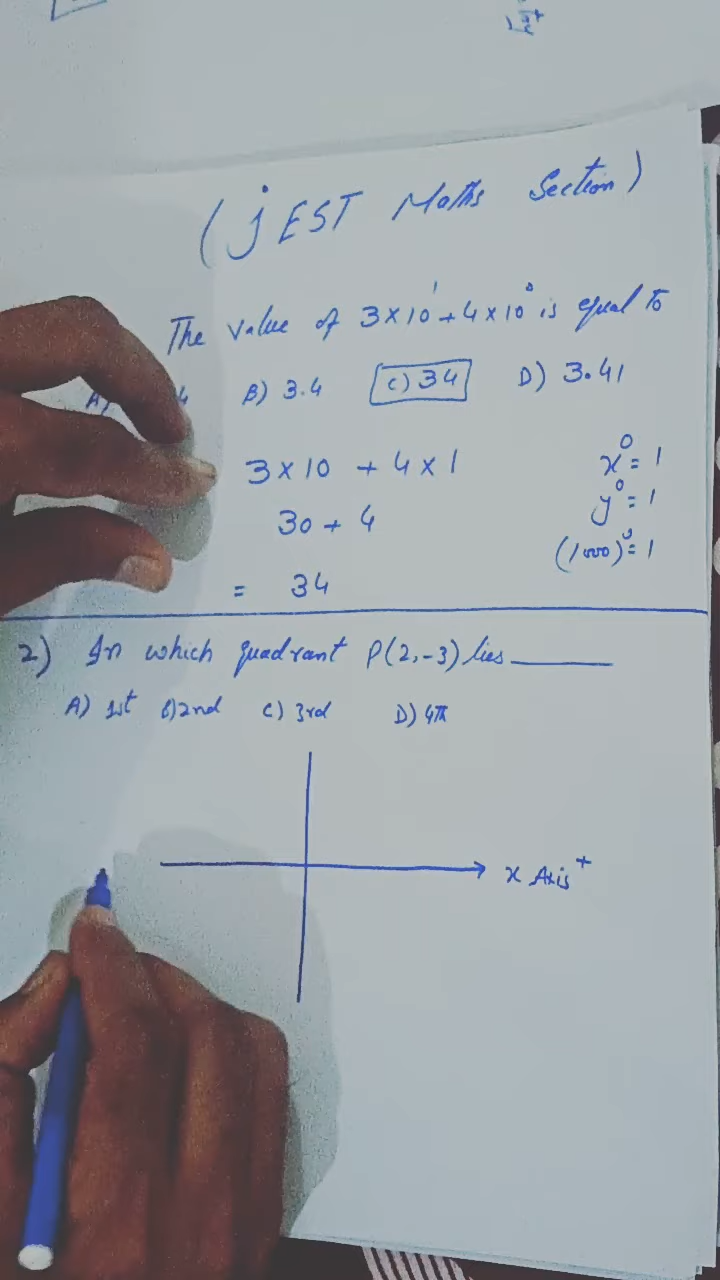 (jEST Maths Section)
The value of 3×10¹+4×10⁰ is equal to
A) 4 B) 3.4 C) 34 D) 3.41
3×10 + 4×1 x⁰=1
30+4 y⁰=1
(1000)⁰=1
= 34
2) In which quadrant P(2,-3) lies ______
A) 1st B) 2nd C) 3rd D) 4th
x Axis +